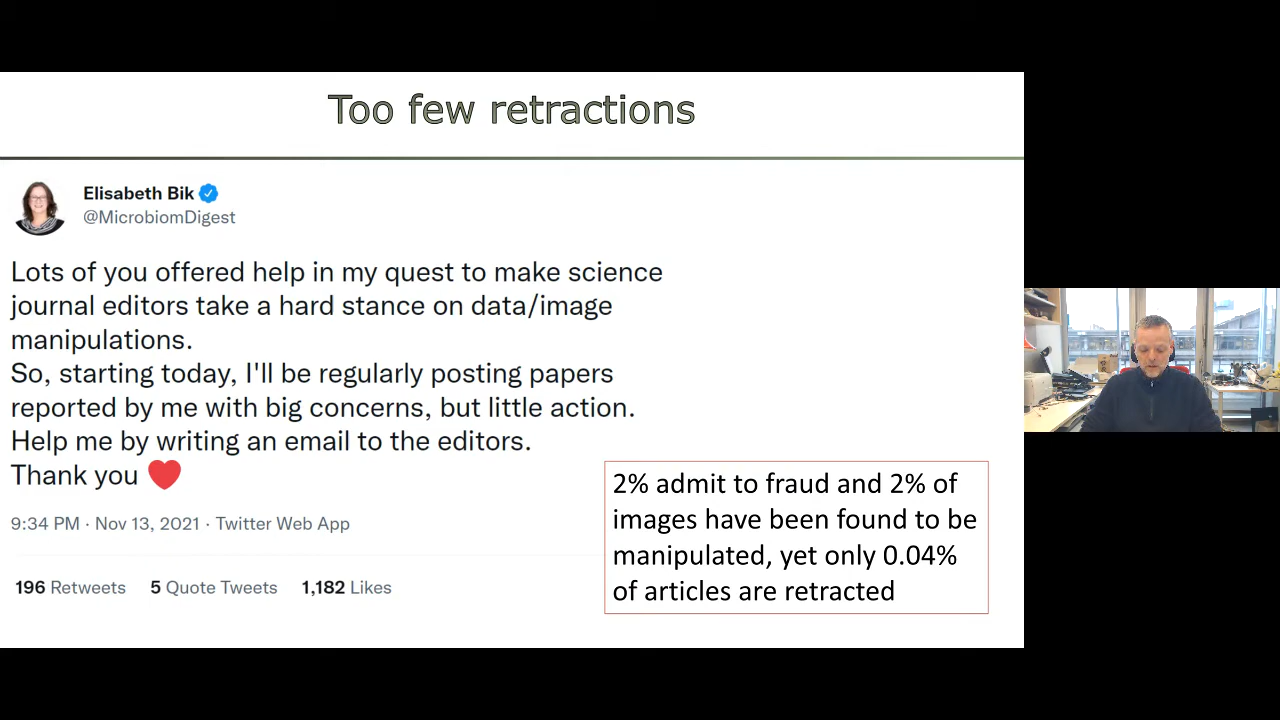 Too few retractions
Elisabeth Bik
@MicrobiomDigest
Lots of you offered help in my quest to make science
journal editors take a hard stance on data/image
manipulations.
So, starting today, I'll be regularly posting papers
reported by me with big concerns, but little action.
Help me by writing an email to the editors.
Thank you ❤️
9:34 PM · Nov 13, 2021 · Twitter Web App
196 Retweets 5 Quote Tweets 1,182 Likes
2% admit to fraud and 2% of
images have been found to be
manipulated, yet only 0.04%
of articles are retracted